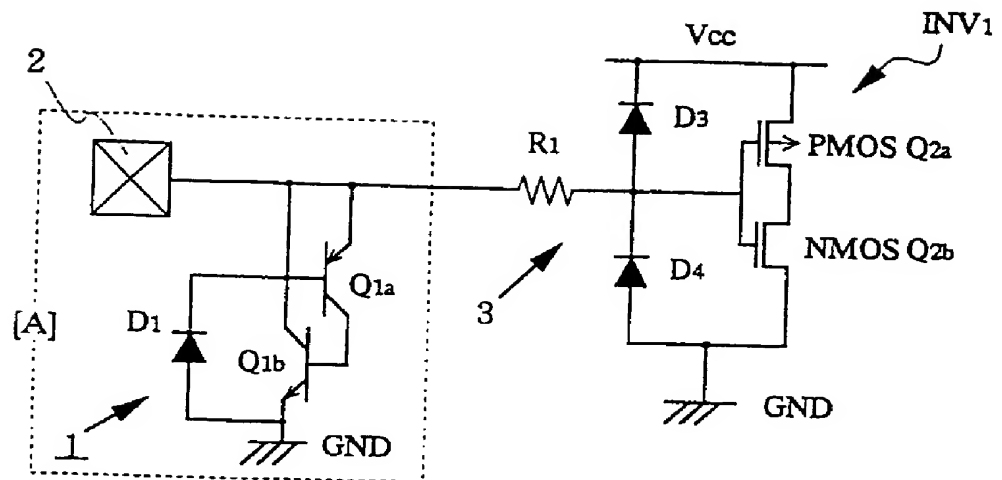 INV1
Vcc
2
D3
R1
PMOS Q2a
NMOS Q2b
D4
Q1a
3
[A]
D1
Q1b
1
GND
GND